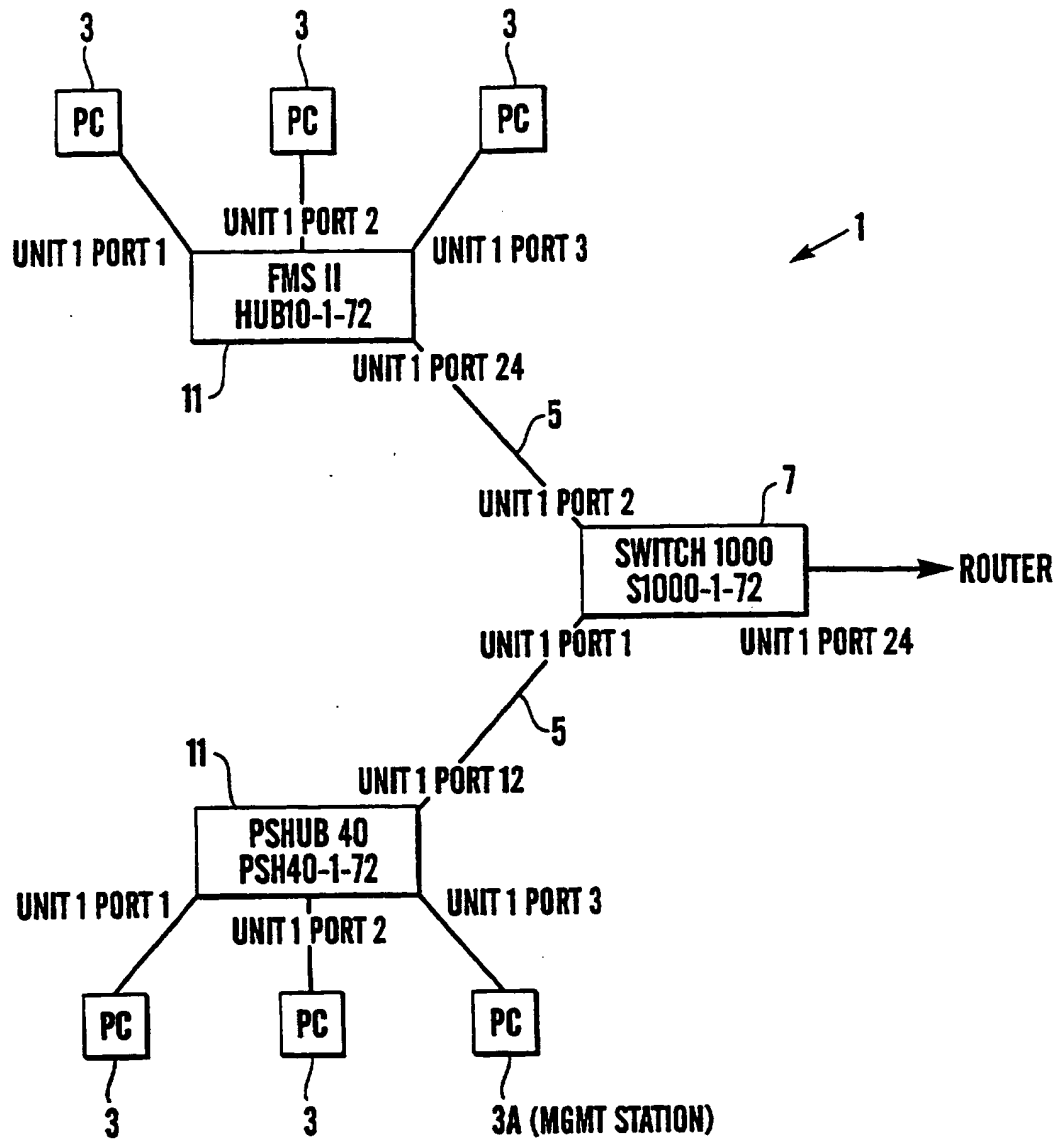 3 3 3
PC PC PC
UNIT 1 PORT 2
UNIT 1 PORT 1 UNIT 1 PORT 3
1
FMS II
HUB10-1-72
UNIT 1 PORT 24
11
5
UNIT 1 PORT 2
7
SWITCH 1000
S1000-1-72
ROUTER
UNIT 1 PORT 1 UNIT 1 PORT 24
5
11
UNIT 1 PORT 12
PSHUB 40
PSH40-1-72
UNIT 1 PORT 1 UNIT 1 PORT 3
UNIT 1 PORT 2
PC PC PC
3 3 3A (MGMT STATION)